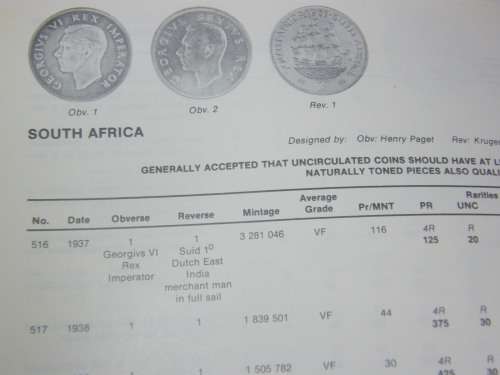 GEORGIVS VI REX IMPERATOR
Obv. 1
Obv. 2
Rev. 1
SOUTH AFRICA
Designed by: Obv: Henry Paget Rev: Kruger
GENERALLY ACCEPTED THAT UNCIRCULATED COINS SHOULD HAVE AT
NATURALLY TONED PIECES ALSO
Average
Rarities
No. Date Obverse Reverse Mintage Grade Pr/MNT PR UNC
516 1937 1 1 3 281 046 VF 116 4R R
Georgivs VI Suid 1º 125 20
Rex Dutch East
Imperator India
merchant man
in full sail
517 1938 1 1 1 839 501 VF 44 4R R
375 30
1 505 782 VF 30 4R R